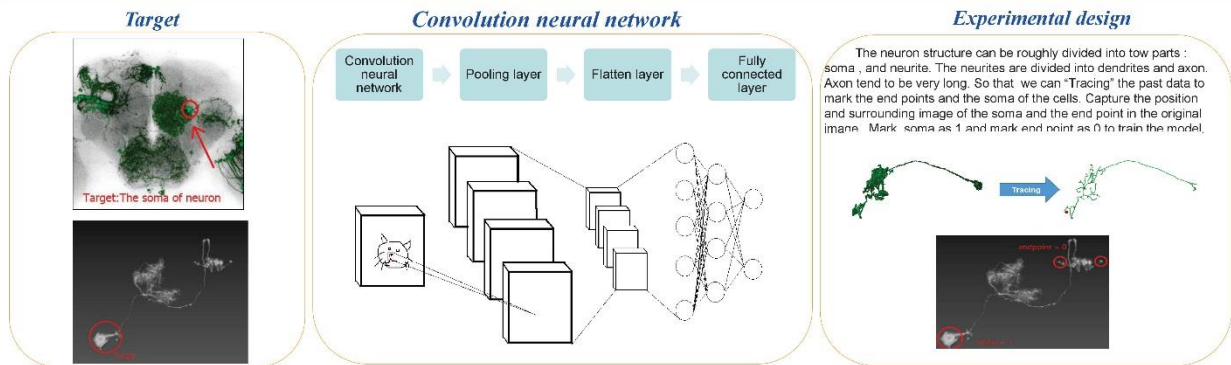 Target
Target:The soma of neuron
Convolution neural network
Convolution
neural
network
Pooling layer
Flatten layer
Fully
connected
layer
Experimental design
The neuron structure can be roughly divided into tow parts :
soma , and neurite. The neurites are divided into dendrites and axon.
Axon tend to be very long. So that we can “Tracing” the past data to
mark the end points and the soma of the cells. Capture the position
and surrounding image of the soma and the end point in the original
image. Mark soma as 1 and mark end point as 0 to train the model,
Tracing
endpoint = 0